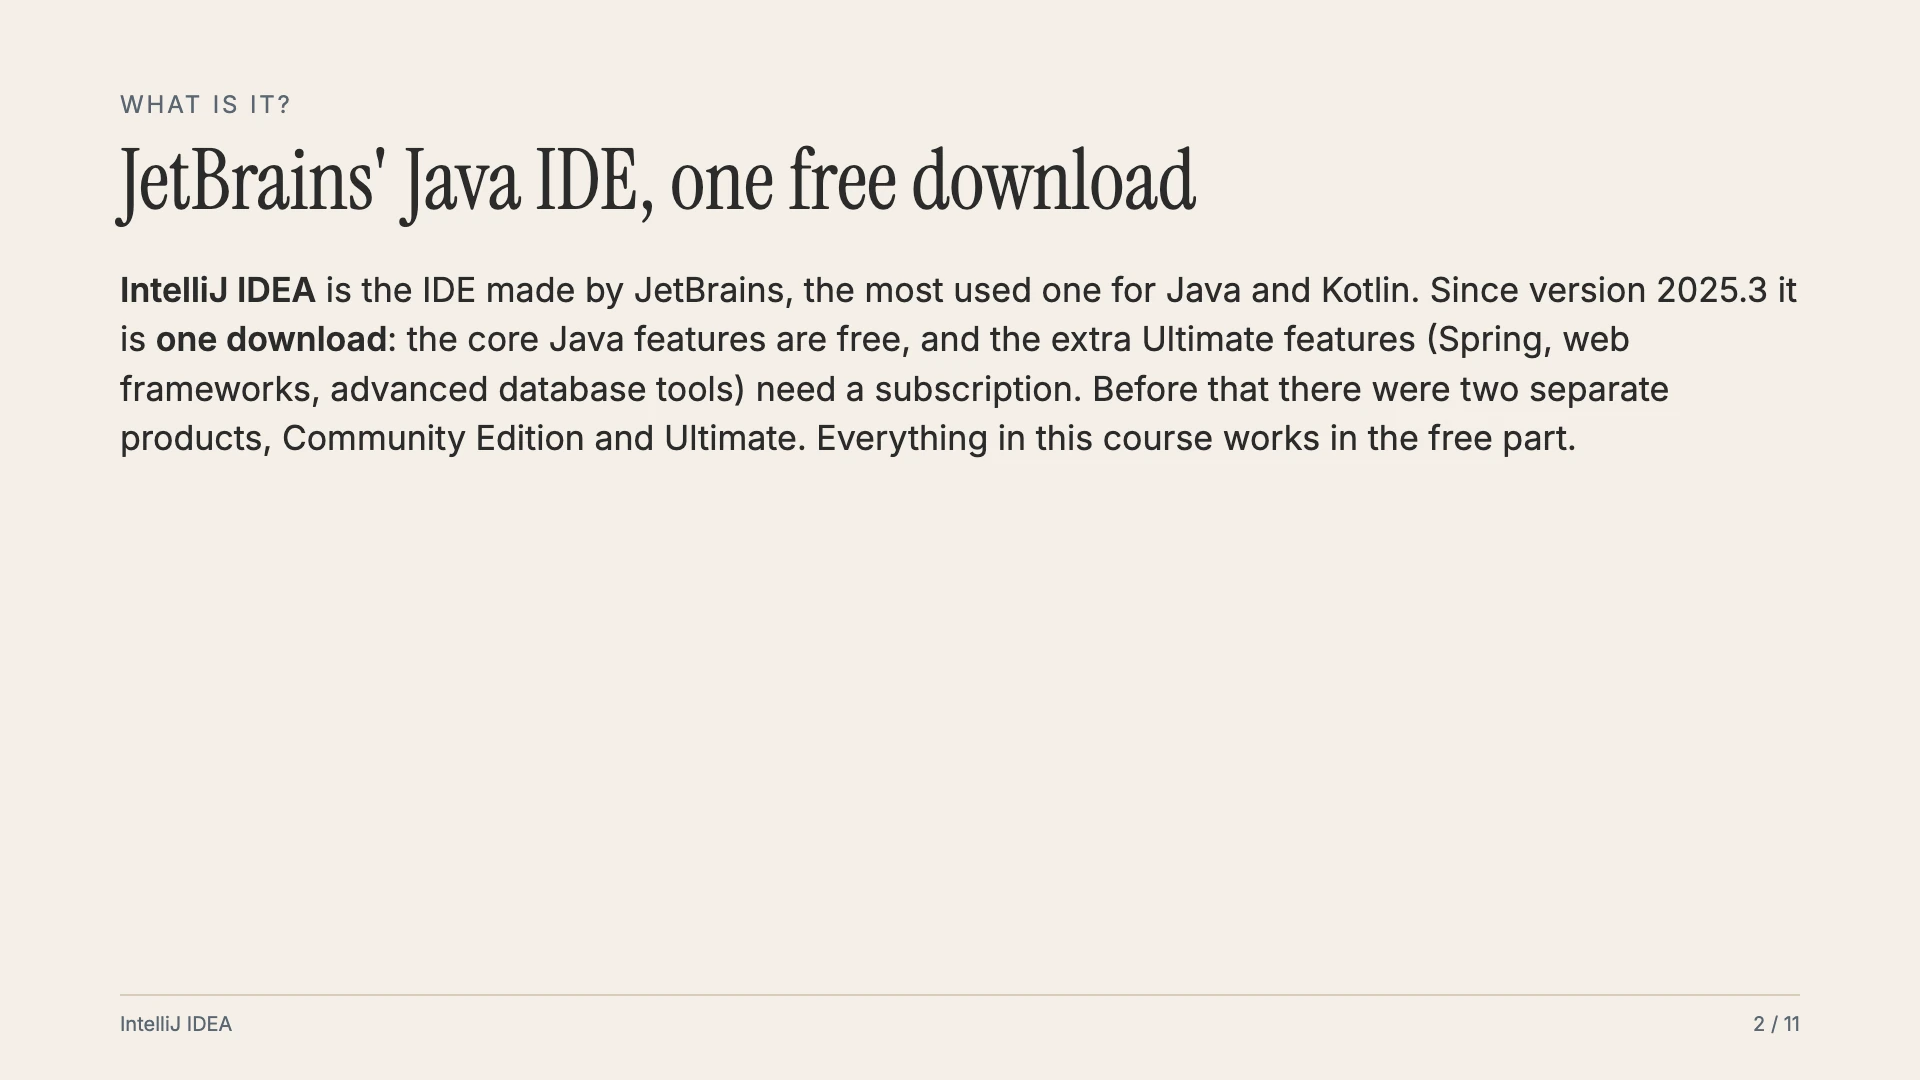 WHAT IS IT?
JetBrains' Java IDE, one free download
IntelliJ IDEA is the IDE made by JetBrains, the most used one for Java and Kotlin. Since version 2025.3 it
is one download: the core Java features are free, and the extra Ultimate features (Spring, web
frameworks, advanced database tools) need a subscription. Before that there were two separate
products, Community Edition and Ultimate. Everything in this course works in the free part.
IntelliJ IDEA
2 / 11